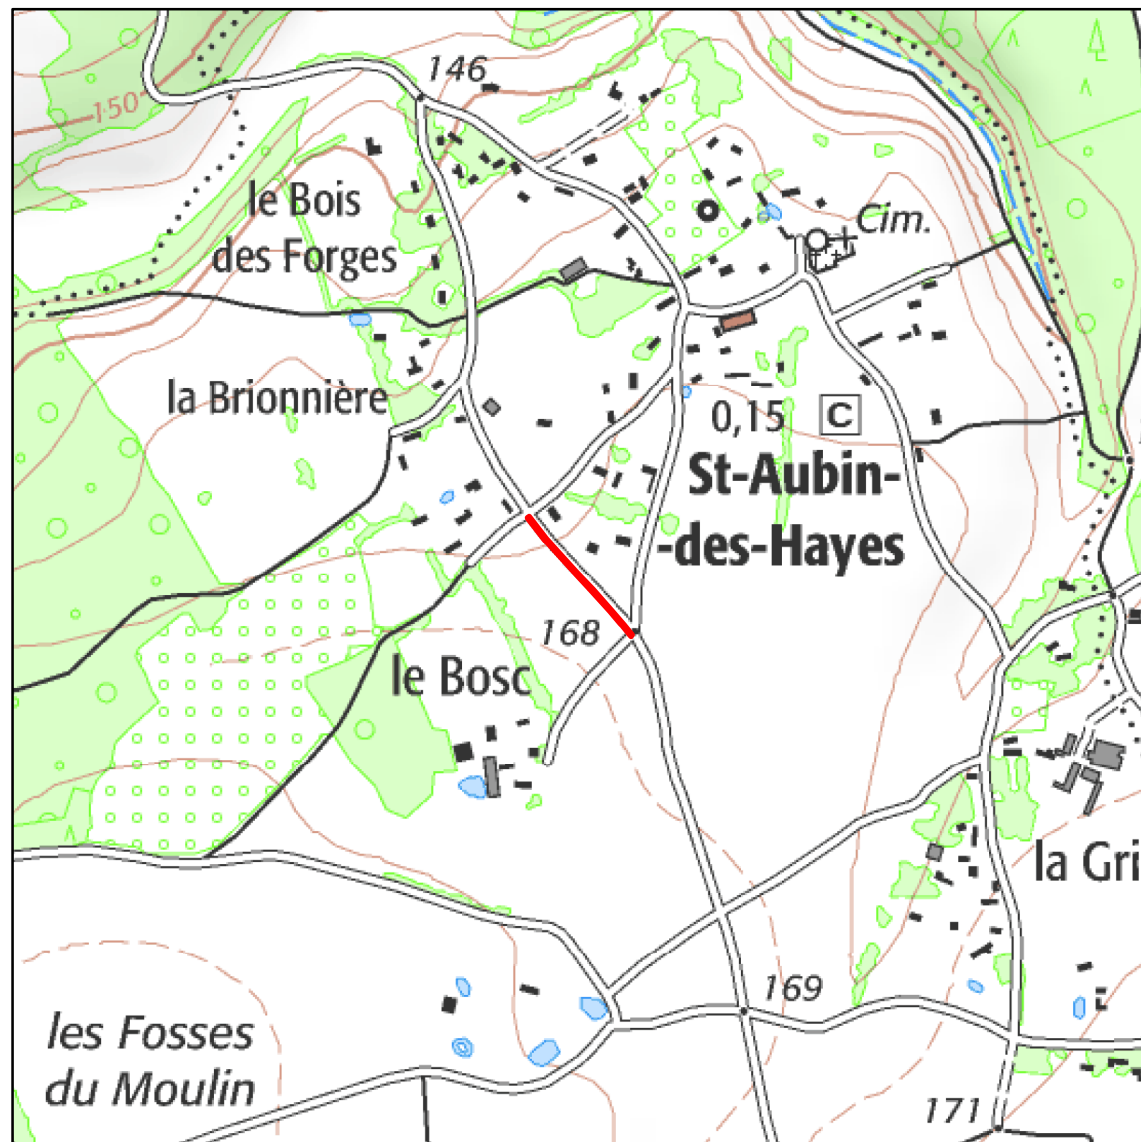 146
150
le Bois
des Forges
Cim.
la Brionnière
0,15 C
St-Aubin-
-des-Hayes
168
le Bosc
la Gri
169
les Fosses
du Moulin
171